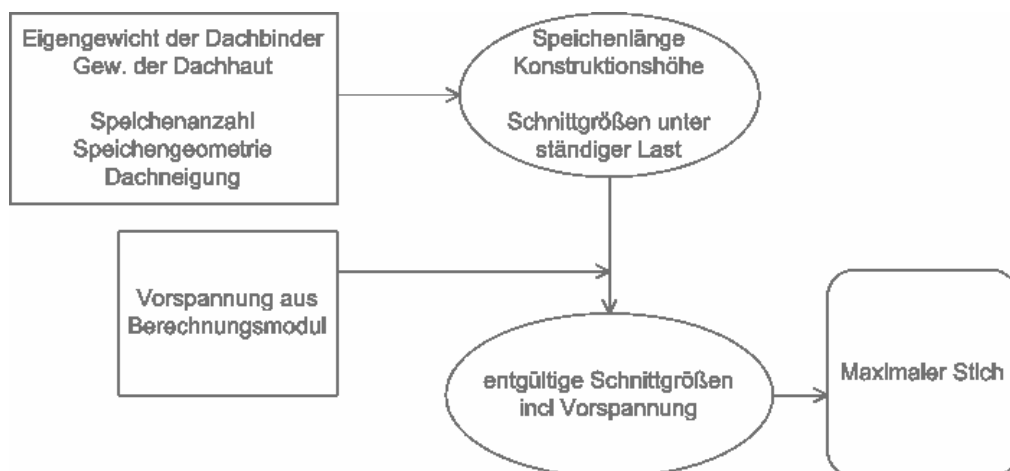 Eigengewicht der Dachbinder
Gew. der Dachhaut
Speichenanzahl
Speichengeometrie
Dachneigung
Speichenlänge
Konstruktionshöhe
Schnittgrößen unter
ständiger Last
Vorspannung aus
Berechnungsmodul
entgültige Schnittgrößen
incl Vorspannung
Maximaler Stich